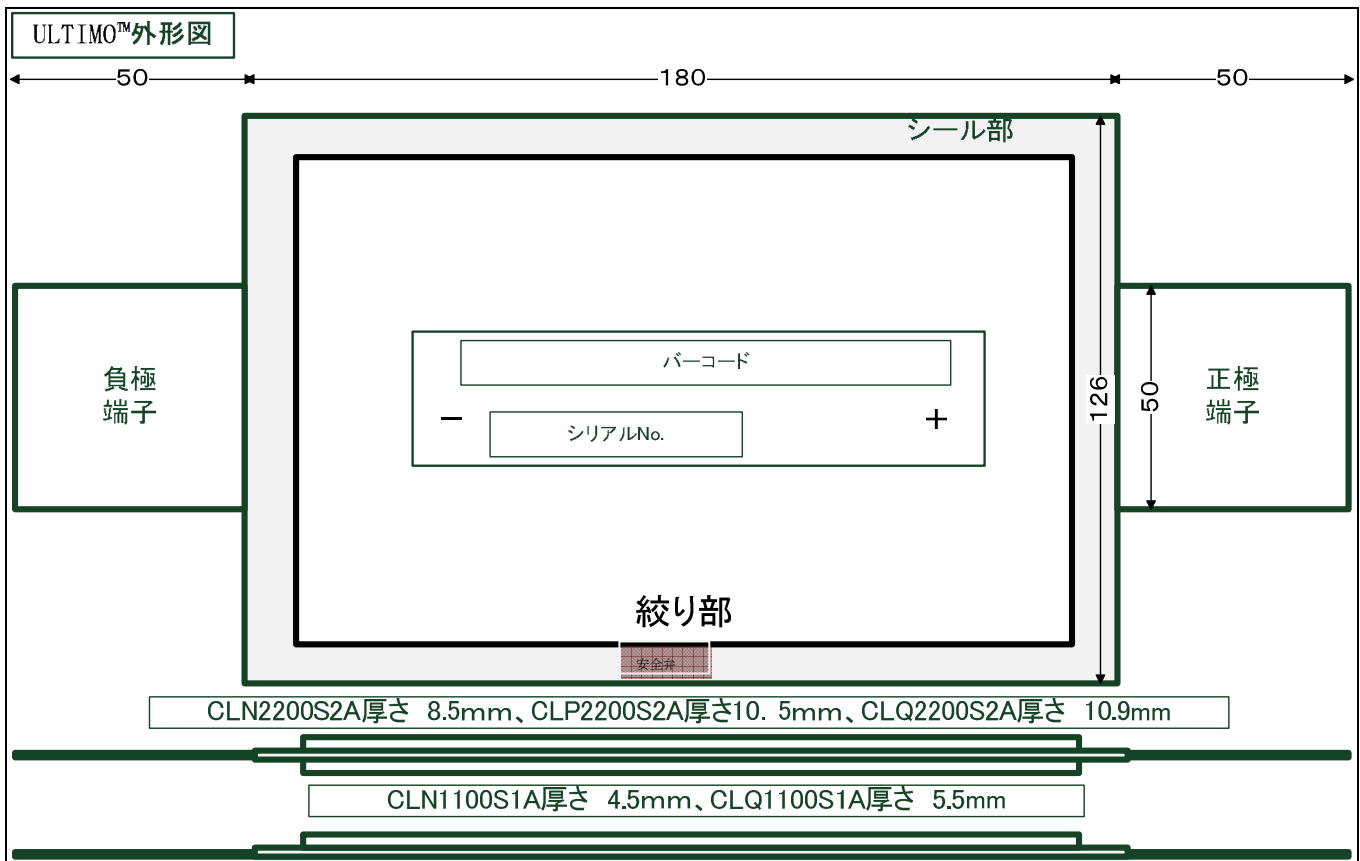 ULTIMO™外形図
50
180
50
シール部
負極
端子
バーコード
− +
シリアルNo.
126
50
正極
端子
絞り部
安全弁
CLN2200S2A厚さ 8.5mm、CLP2200S2A厚さ10. 5mm、CLQ2200S2A厚さ 10.9mm
CLN1100S1A厚さ 4.5mm、CLQ1100S1A厚さ 5.5mm